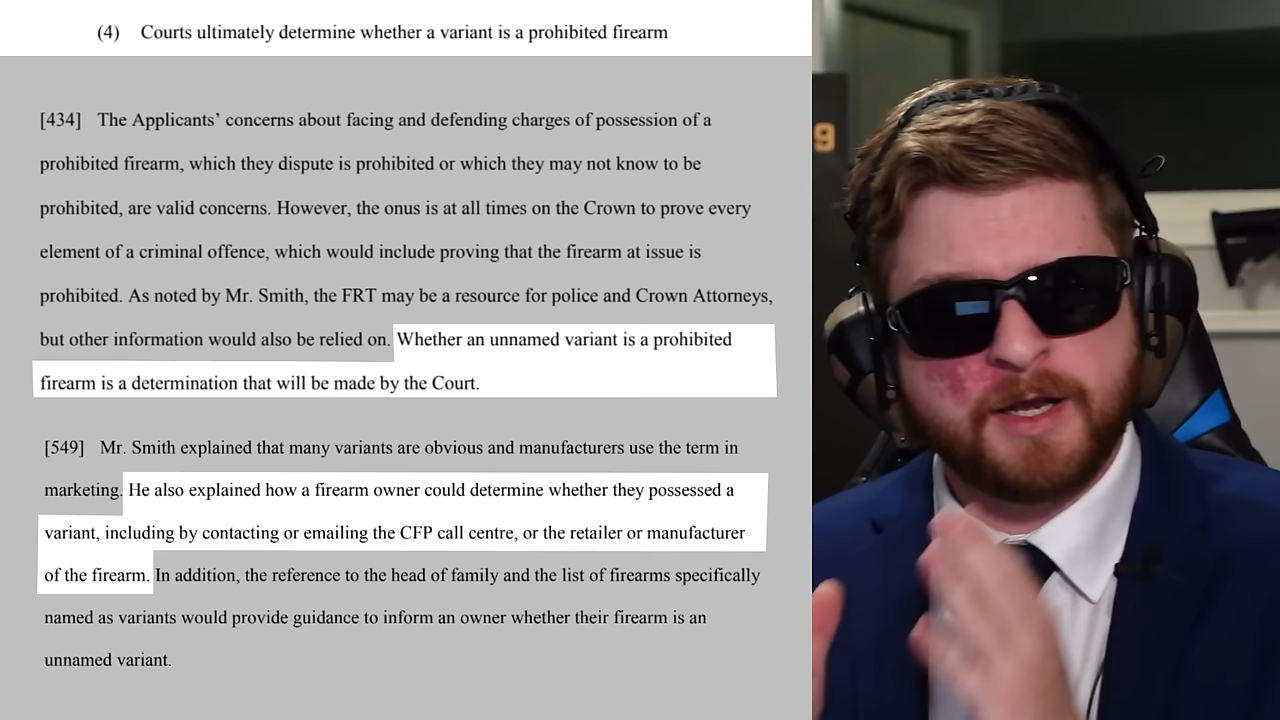 (4) Courts ultimately determine whether a variant is a prohibited firearm
[434] The Applicants’ concerns about facing and defending charges of possession of a
prohibited firearm, which they dispute is prohibited or which they may not know to be
prohibited, are valid concerns. However, the onus is at all times on the Crown to prove every
element of a criminal offence, which would include proving that the firearm at issue is
prohibited. As noted by Mr. Smith, the FRT may be a resource for police and Crown Attorneys,
but other information would also be relied on. Whether an unnamed variant is a prohibited
firearm is a determination that will be made by the Court.
[549] Mr. Smith explained that many variants are obvious and manufacturers use the term in
marketing. He also explained how a firearm owner could determine whether they possessed a
variant, including by contacting or emailing the CFP call centre, or the retailer or manufacturer
of the firearm. In addition, the reference to the head of family and the list of firearms specifically
named as variants would provide guidance to inform an owner whether their firearm is an
unnamed variant.
9